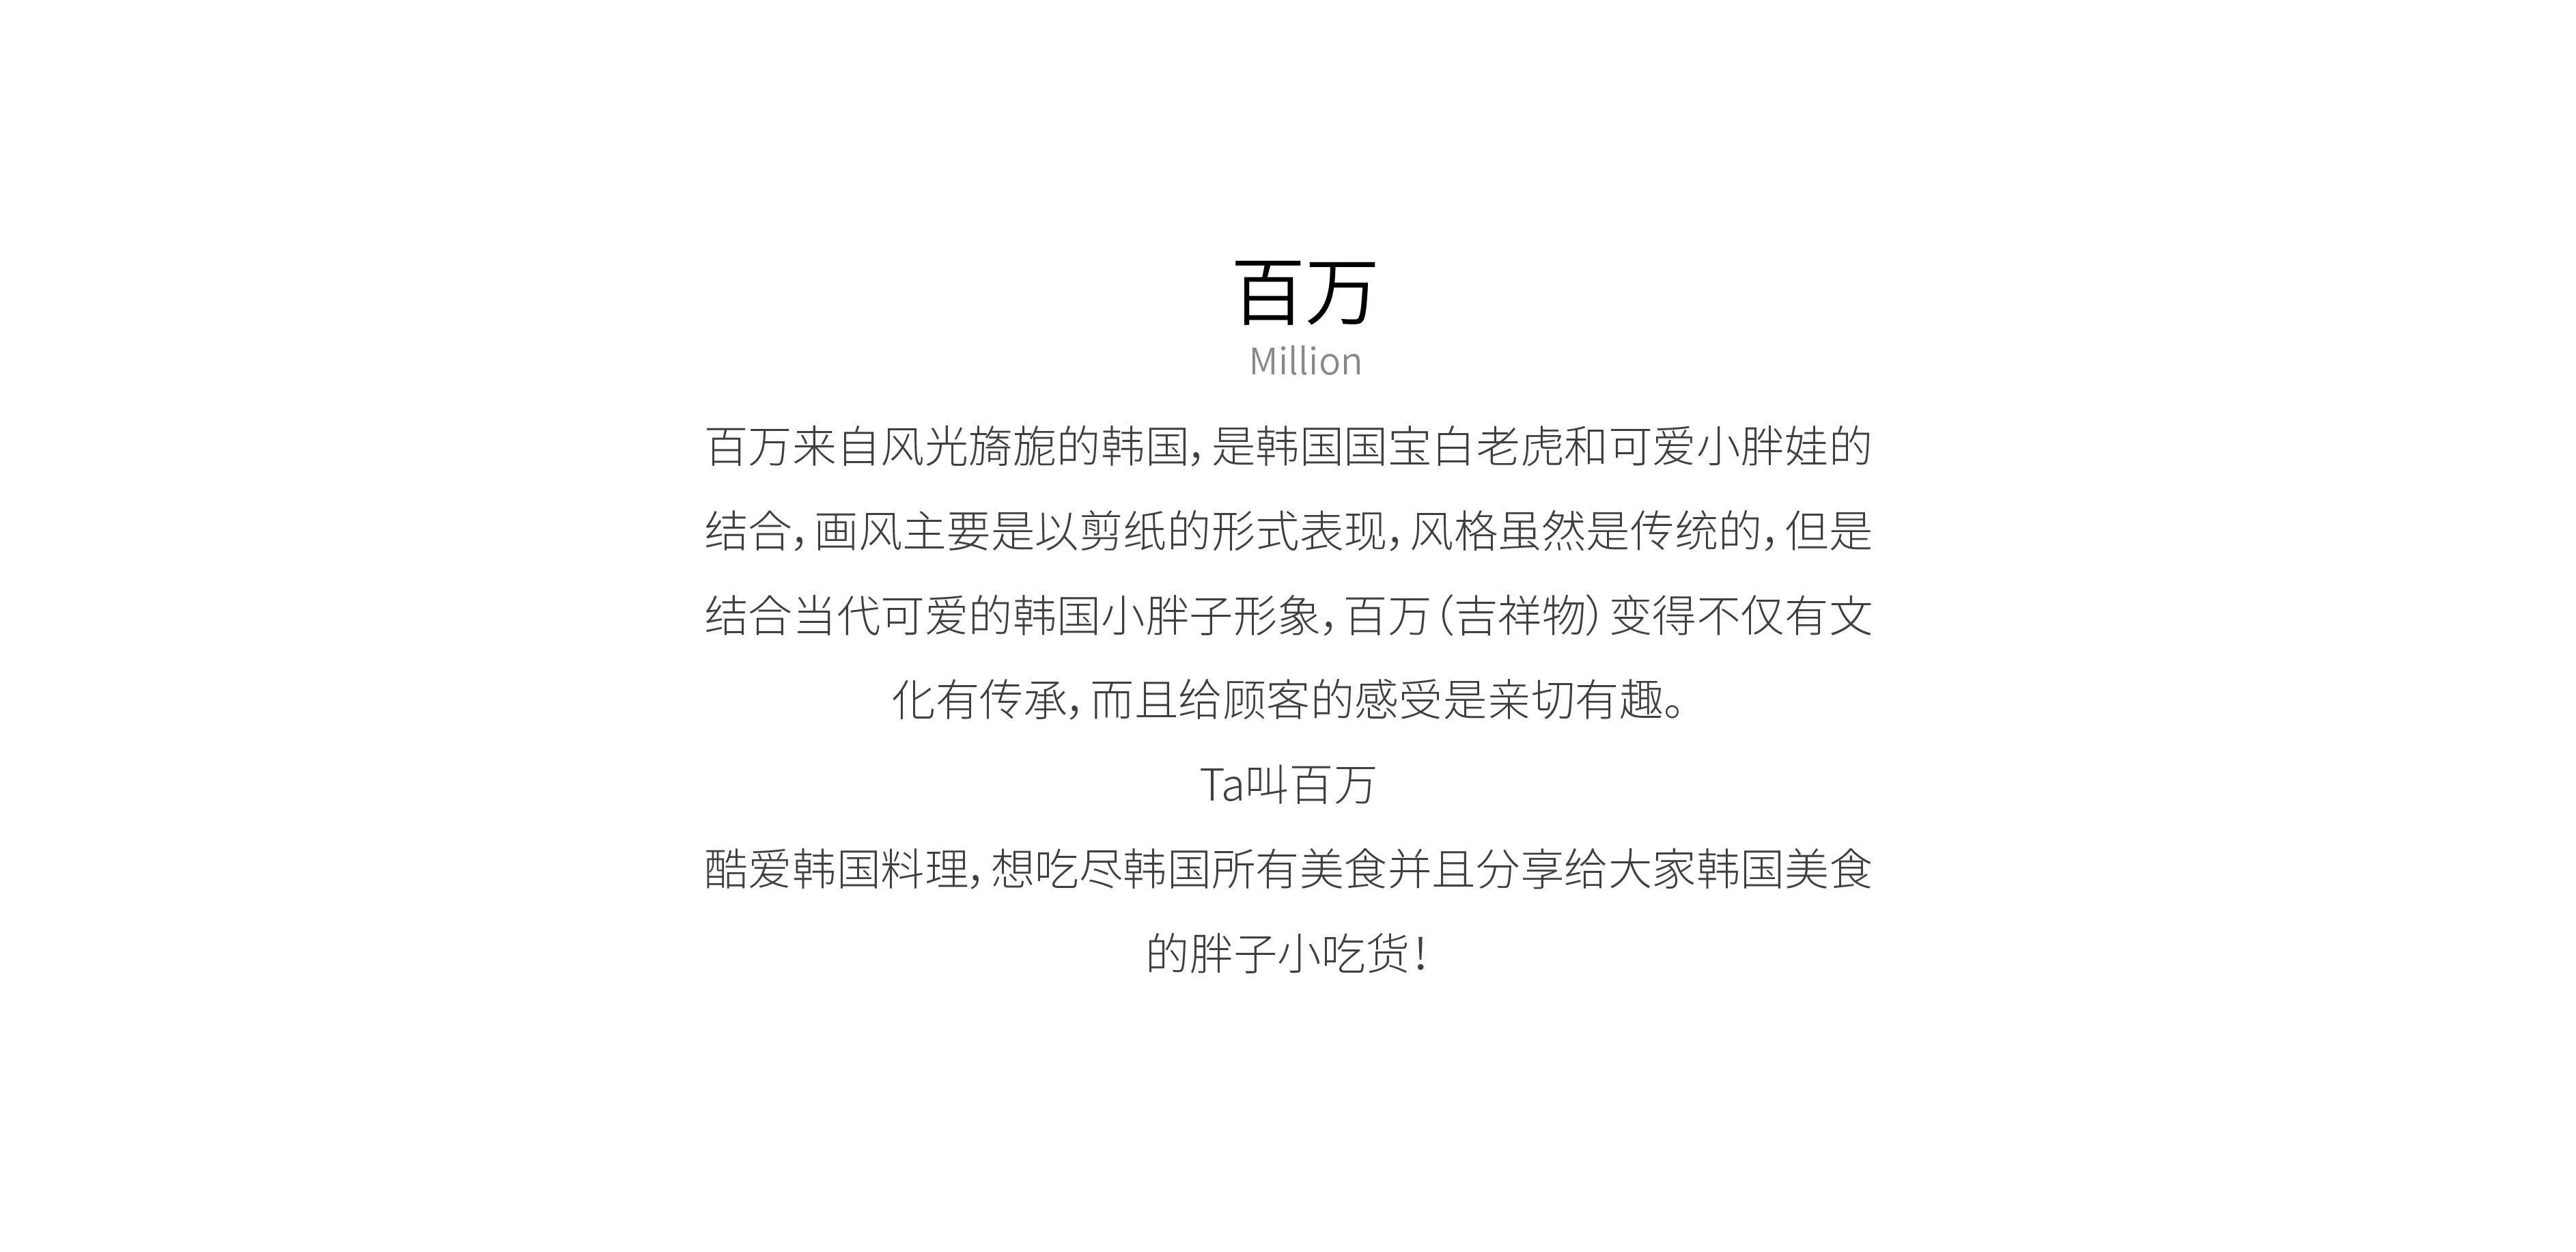 百万
Million
百万来自风光旖旎的韩国，是韩国国宝白老虎和可爱小胖娃的
结合，画风主要是以剪纸的形式表现，风格虽然是传统的，但是
结合当代可爱的韩国小胖子形象，百万（吉祥物）变得不仅有文
化有传承，而且给顾客的感受是亲切有趣。
Ta叫百万
酷爱韩国料理，想吃尽韩国所有美食并且分享给大家韩国美食
的胖子小吃货！